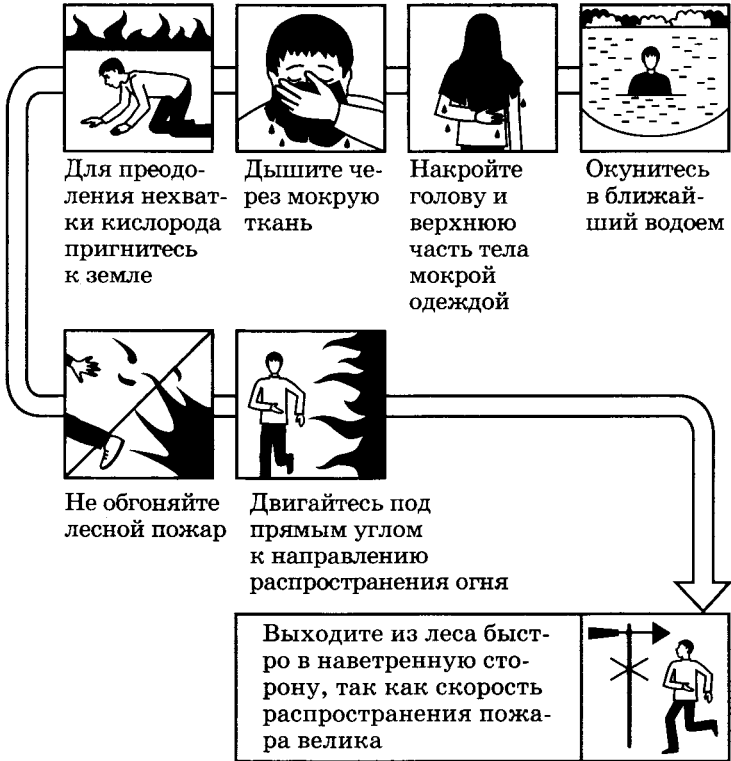 Для преодо-
ления нехват-
ки кислорода
пригнитесь
к земле
Дышите че-
рез мокрую
ткань
Накройте
голову и
верхнюю
часть тела
мокрой
одеждой
Окунитесь
в ближай-
ший водоем
Не обгоняйте
лесной пожар
Двигайтесь под
прямым углом
к направлению
распространения огня
Выходите из леса быст-
ро в наветренную сто-
рону, так как скорость
распространения пожа-
ра велика